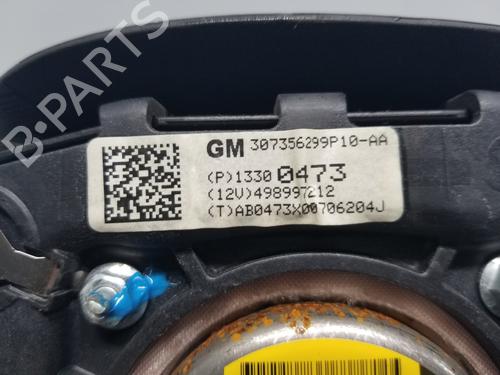 GM 307356299P10-AA
(P)1330 0473
(12V)498997212
(T)AB0473X00706204J
B-PARTS